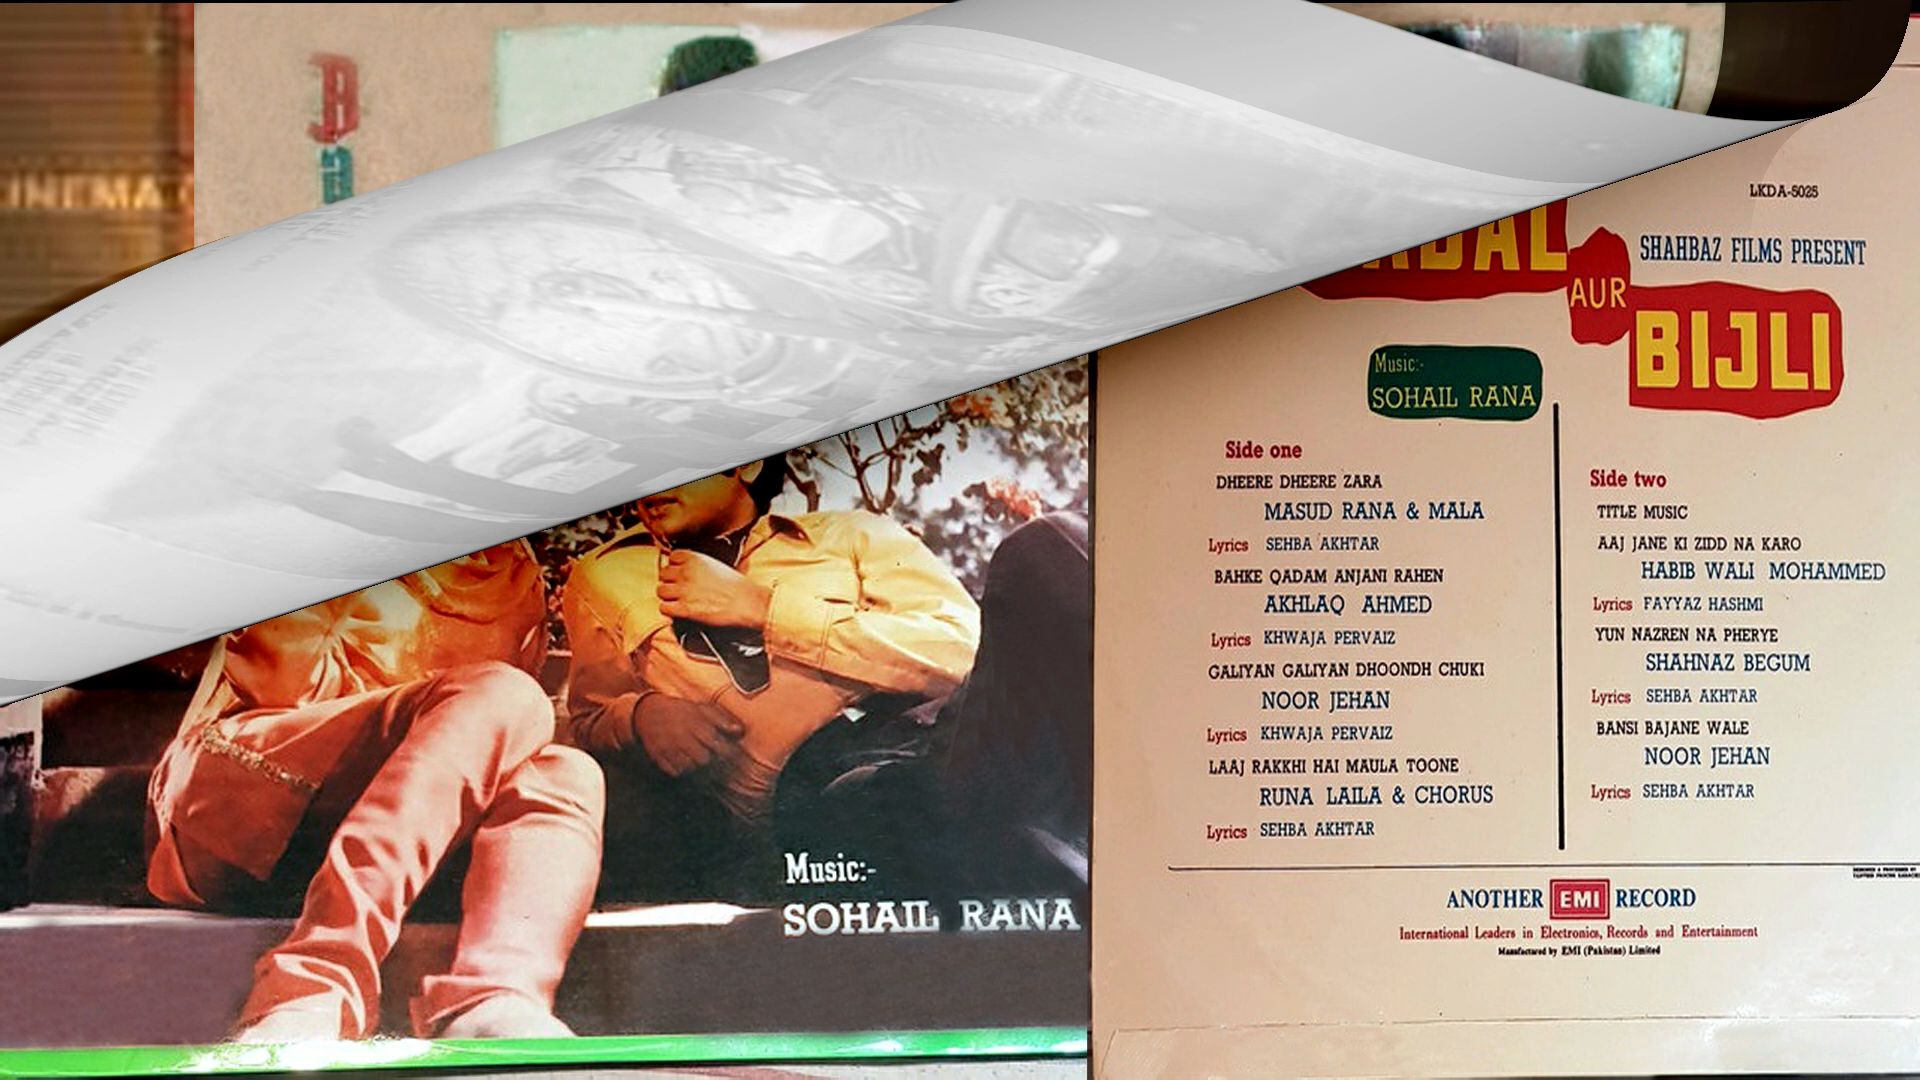 LKDA-5025
SHAHBAZ FILMS PRESENT
AUR
BIJLI
Music:-
SOHAIL RANA
Side one
DHEERE DHEERE ZARA
MASUD RANA & MALA
Lyrics SEHBA AKHTAR
BAHKE QADAM ANJANI RAHEN
AKHLAQ AHMED
Lyrics KHWAJA PERVAIZ
GALIYAN GALIYAN DHOONDH CHUKI
NOOR JEHAN
Lyrics KHWAJA PERVAIZ
LAAJ RAKKHI HAI MAULA TOONE
RUNA LAILA & CHORUS
Lyrics SEHBA AKHTAR
Side two
TITLE MUSIC
AAJ JANE KI ZIDD NA KARO
HABIB WALI MOHAMMED
Lyrics FAYYAZ HASHMI
YUN NAZREN NA PHERYE
SHAHNAZ BEGUM
Lyrics SEHBA AKHTAR
BANSI BAJANE WALE
NOOR JEHAN
Lyrics SEHBA AKHTAR
ANOTHER EMI RECORD
International Leaders in Electronics, Records and Entertainment
Manufactured by EMI (Pakistan) Limited
Music:-
SOHAIL RANA